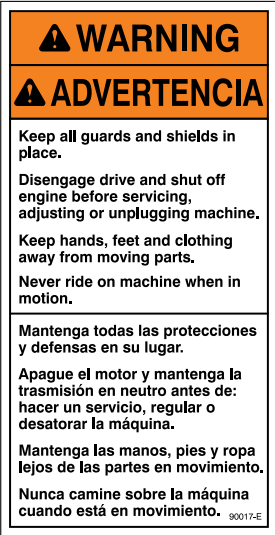 WARNING
ADVERTENCIA
Keep all guards and shields in
place.
Disengage drive and shut off
engine before servicing,
adjusting or unplugging machine.
Keep hands, feet and clothing
away from moving parts.
Never ride on machine when in
motion.
Mantenga todas las protecciones
y defensas en su lugar.
Apague el motor y mantenga la
trasmisión en neutro antes de:
hacer un servicio, regular o
desatorar la máquina.
Mantenga las manos, pies y ropa
lejos de las partes en movimiento.
Nunca camine sobre la máquina
cuando está en movimiento. 90017-E